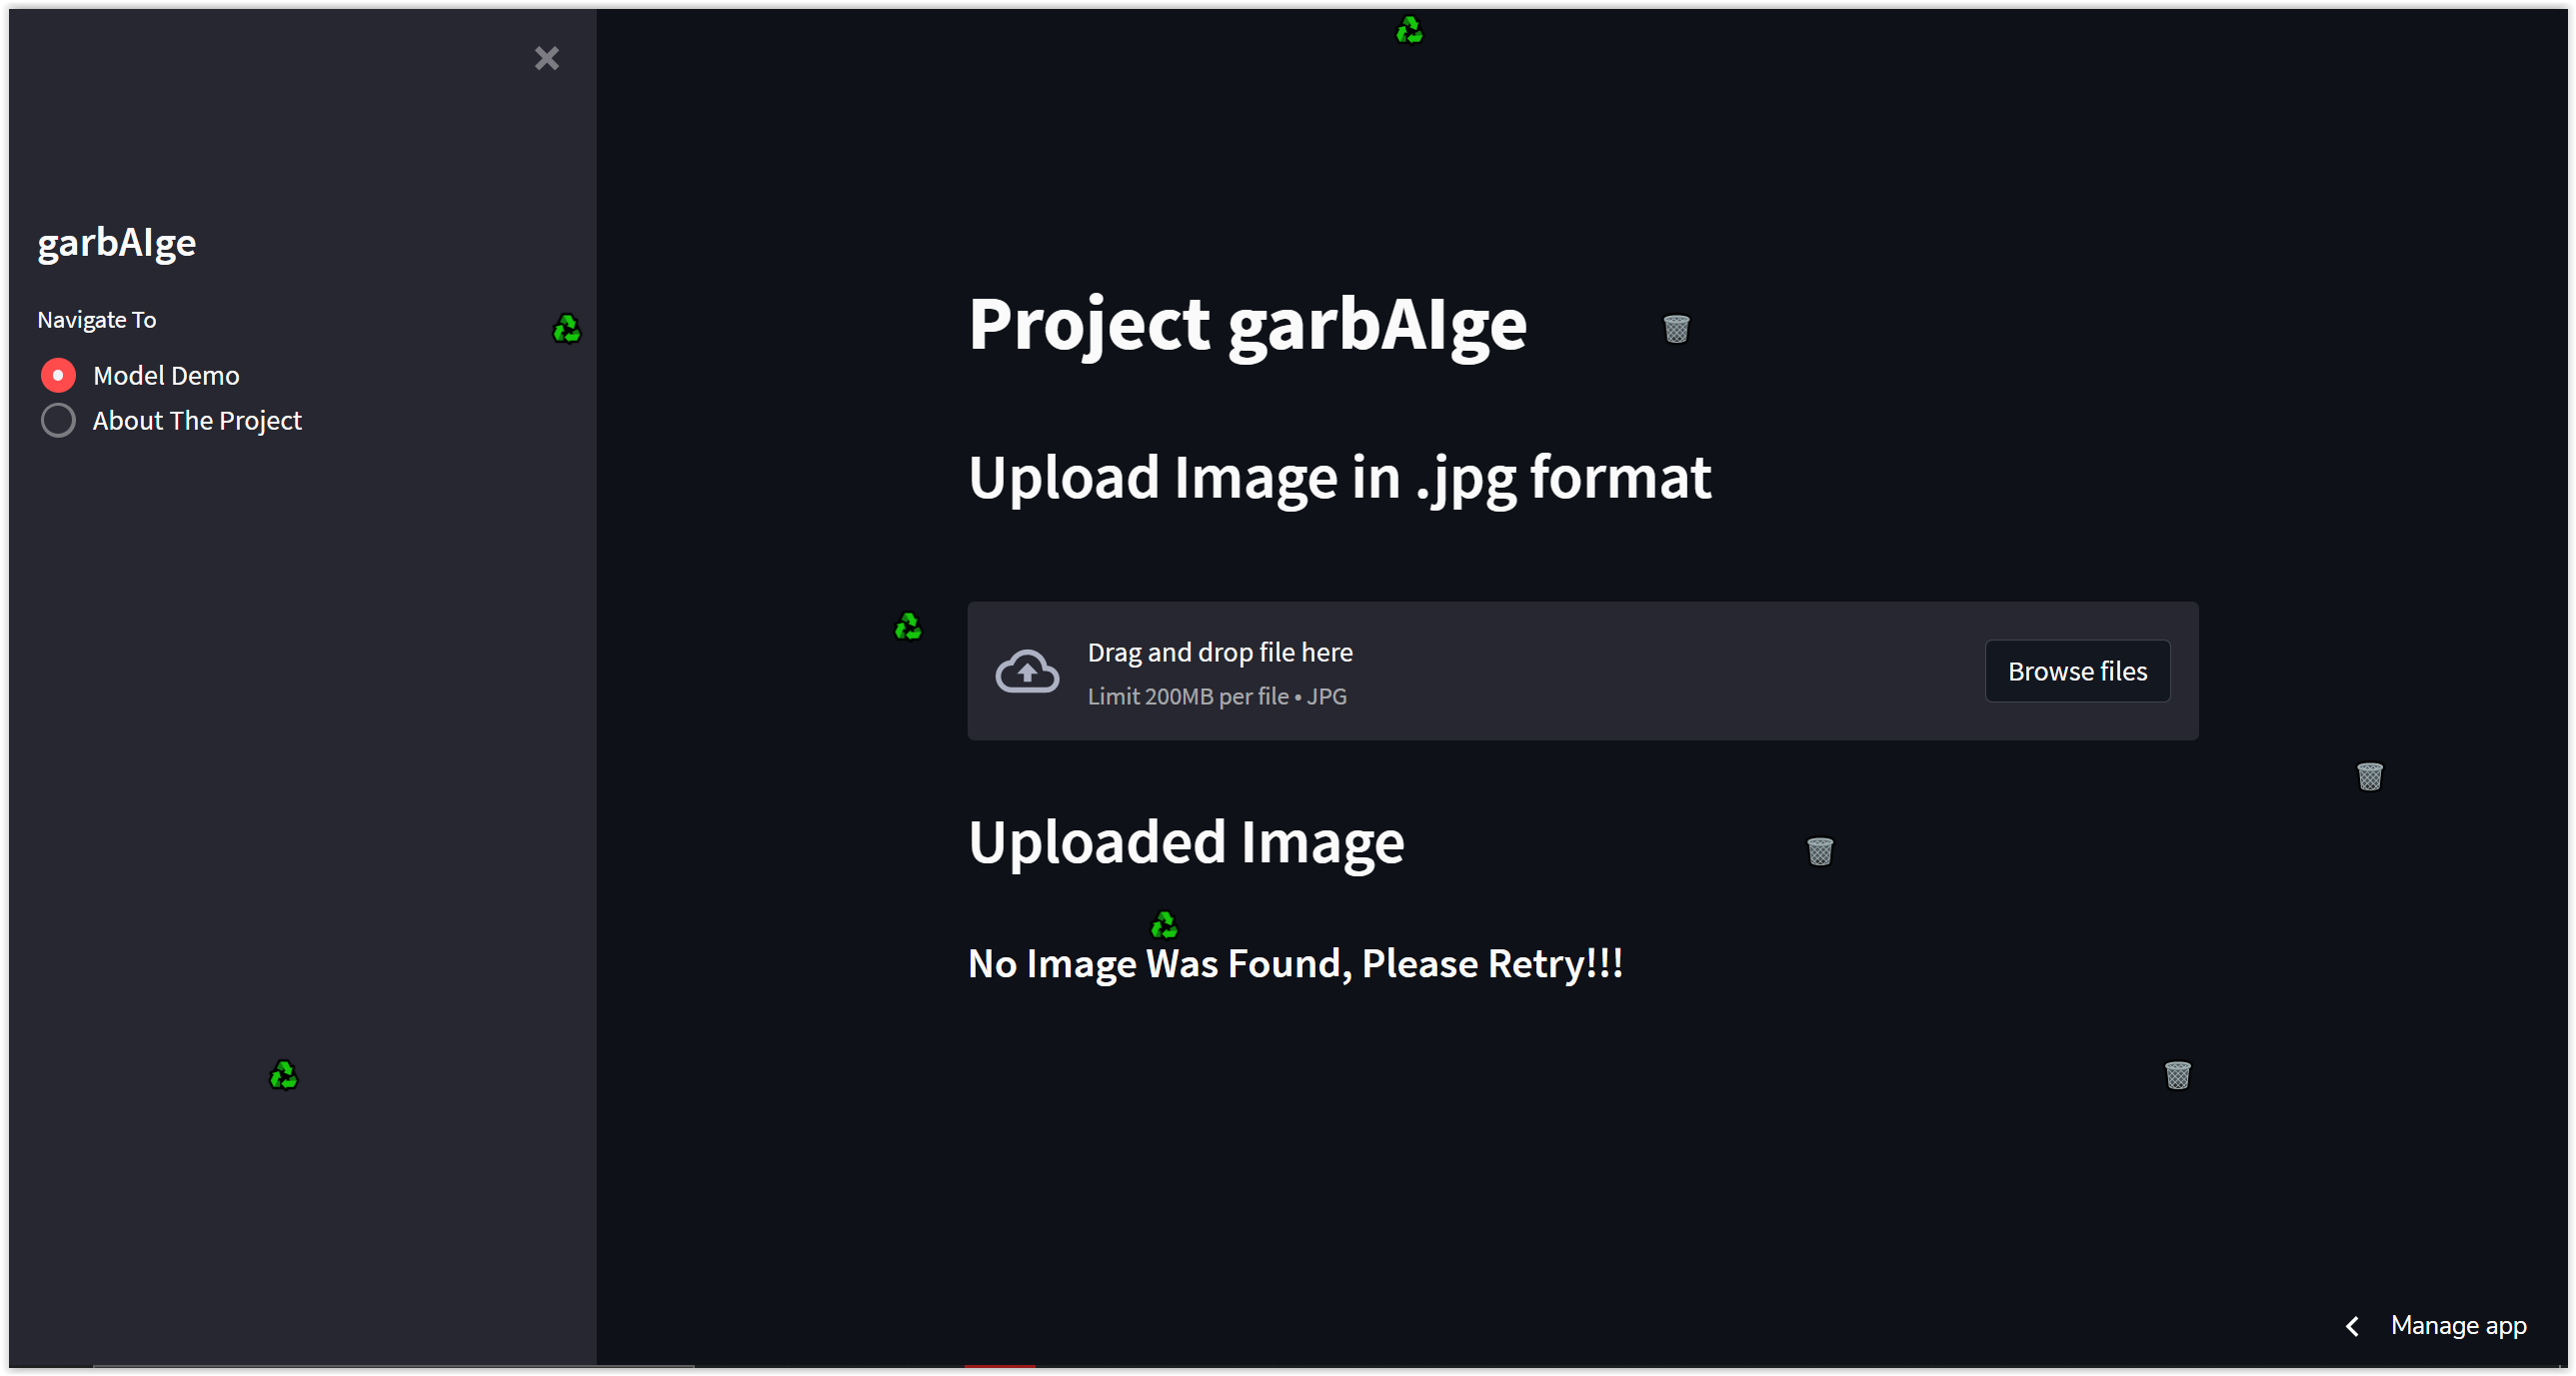 garbAIge
Navigate To
Model Demo
About The Project
Project garbAIge
Upload Image in .jpg format
Drag and drop file here
Limit 200MB per file • JPG
Browse files
Uploaded Image
No Image Was Found, Please Retry!!!
Manage app